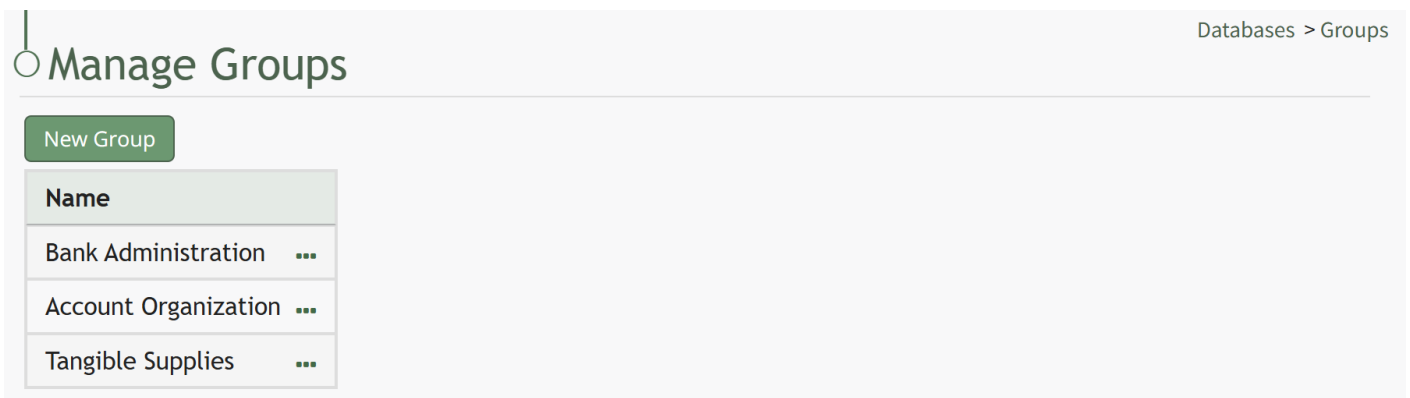 Databases > Groups
Manage Groups
New Group
Name
Bank Administration
Account Organization
Tangible Supplies